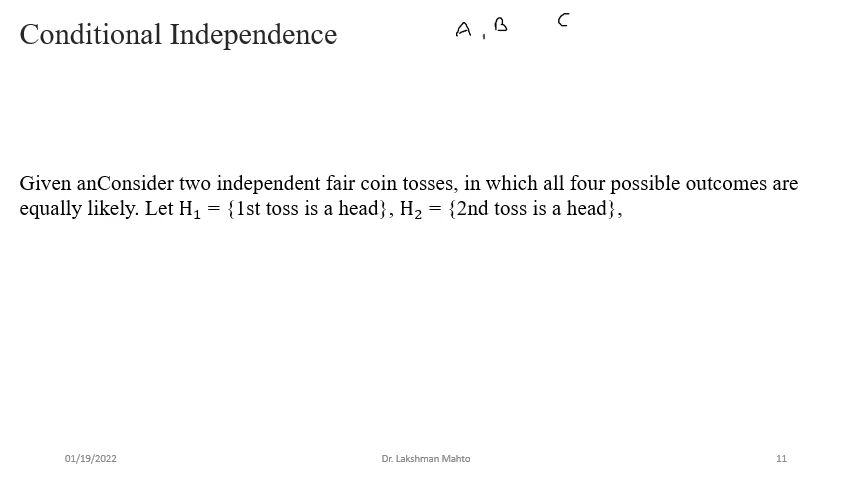 Conditional Independence A, B C
Given anConsider two independent fair coin tosses, in which all four possible outcomes are
equally likely. Let H₁ = {1st toss is a head}, H₂ = {2nd toss is a head},
01/19/2022 Dr. Lakshman Mahto 11